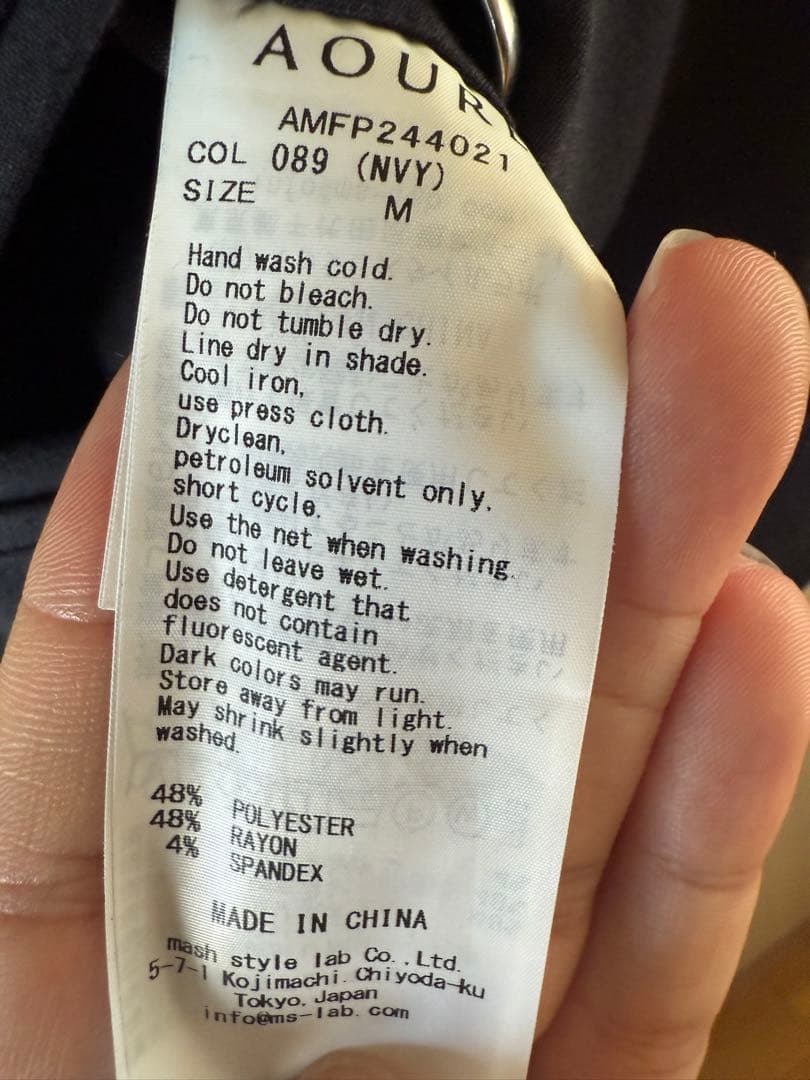 AOUR
AMFP244021
COL 089 (NVY)
SIZE M
Hand wash cold.
Do not bleach.
Do not tumble dry.
Line dry in shade.
Cool iron,
use press cloth.
Dryclean,
petroleum solvent only,
short cycle.
Use the net when washing.
Do not leave wet.
Use detergent that
does not contain
fluorescent agent.
Dark colors may run.
Store away from light.
May shrink slightly when
washed.
48% POLYESTER
48% RAYON
4% SPANDEX
MADE IN CHINA
mash style lab Co.,Ltd.
5-7-1 Kojimachi Chiyoda-ku
Tokyo, Japan
info@ms-lab.com